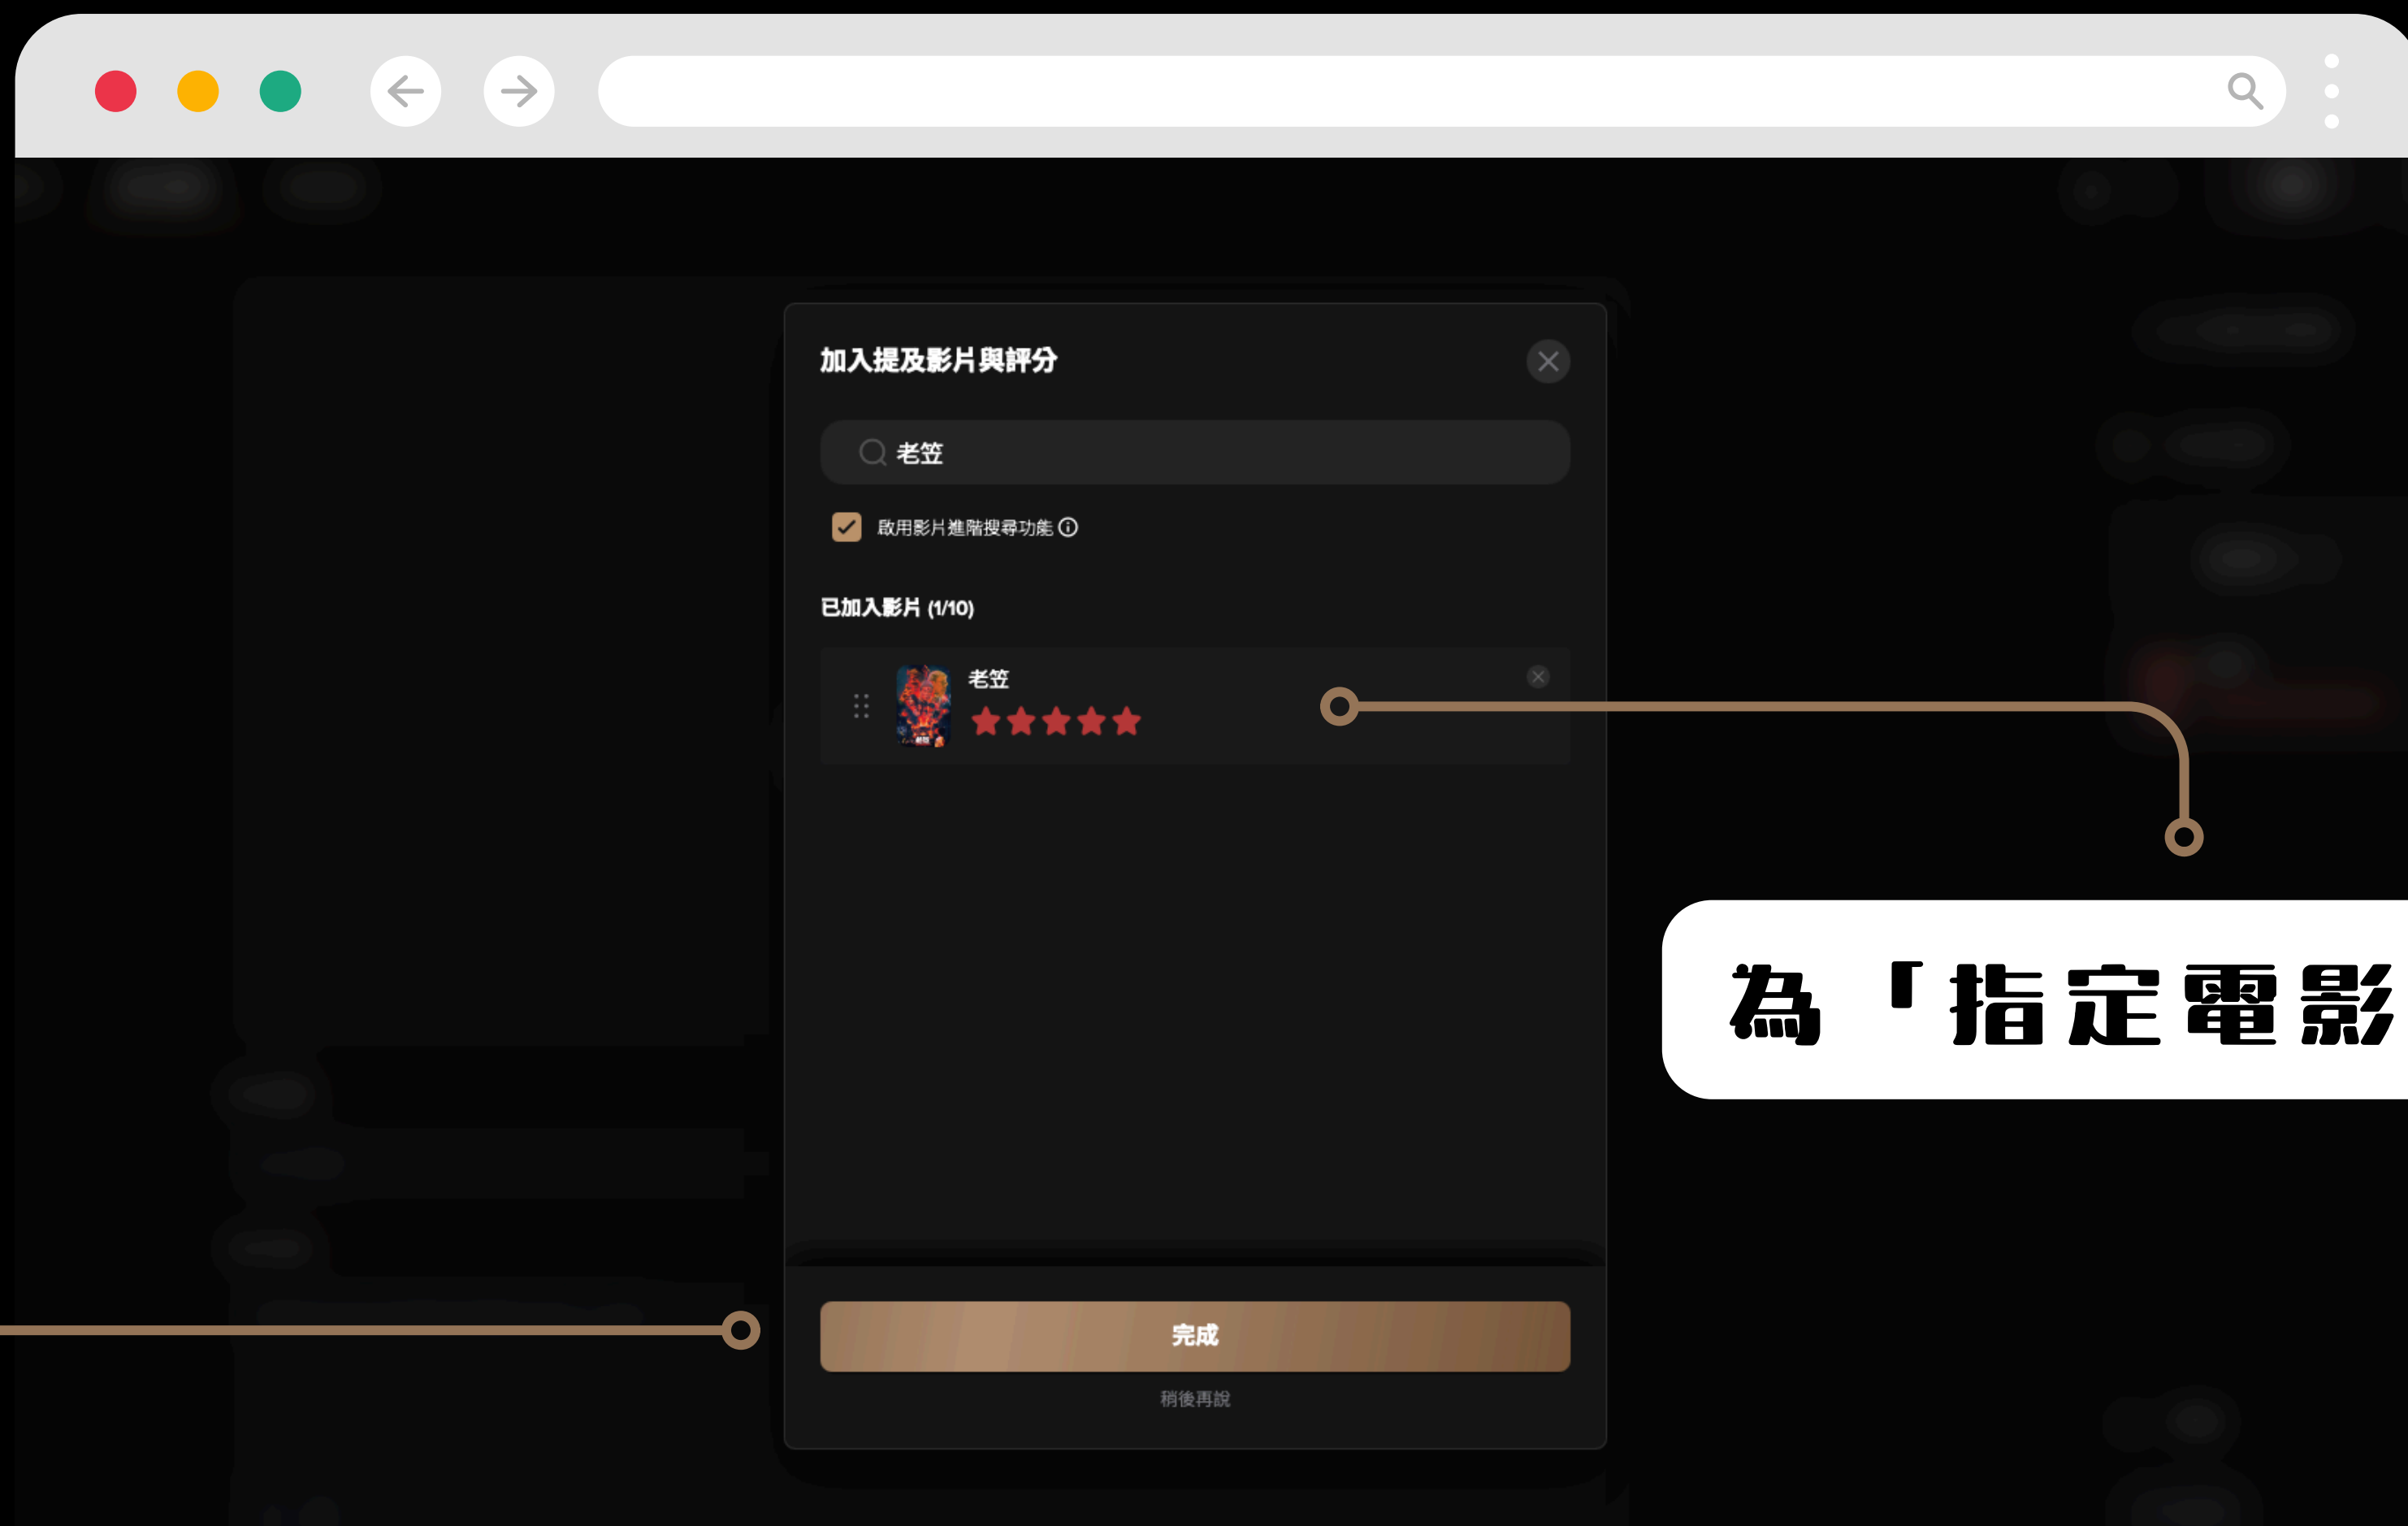 加入提及影片與評分
老笠
啟用影片進階搜尋功能
已加入影片 (1/10)
老笠
為「指定電影
完成
稍後再說